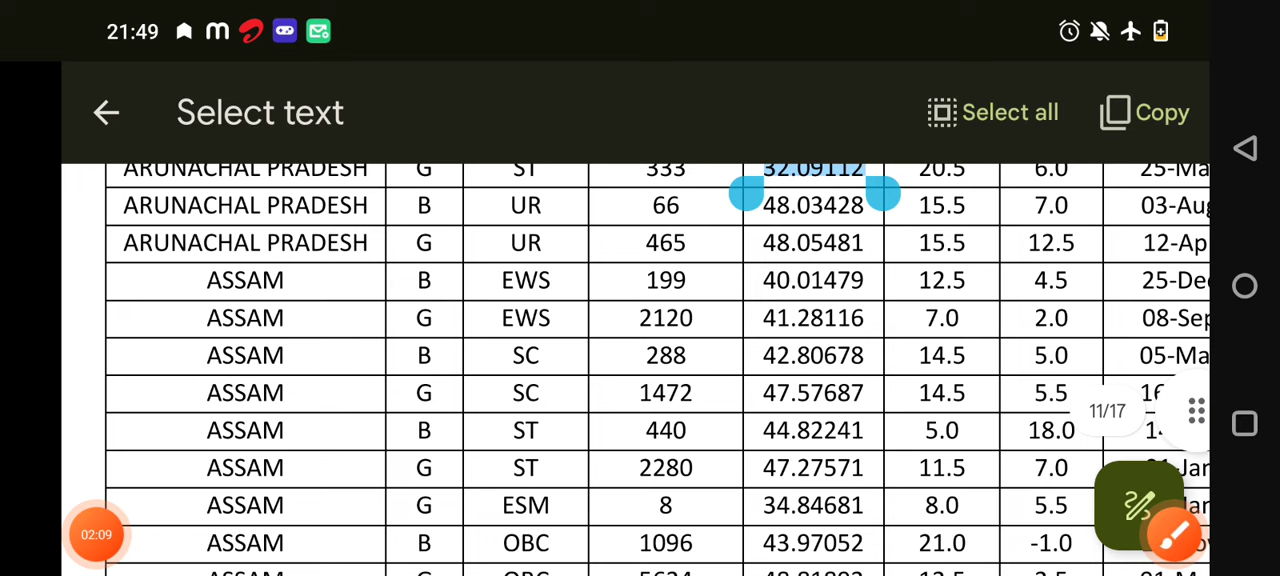 21:49
Select text Select all Copy
ARUNACHAL PRADESH G ST 333 32.09112 20.5 6.0 25-Ma
ARUNACHAL PRADESH B UR 66 48.03428 15.5 7.0 03-Aug
ARUNACHAL PRADESH G UR 465 48.05481 15.5 12.5 12-Ap
ASSAM B EWS 199 40.01479 12.5 4.5 25-Dec
ASSAM G EWS 2120 41.28116 7.0 2.0 08-Sep
ASSAM B SC 288 42.80678 14.5 5.0 05-Ma
ASSAM G SC 1472 47.57687 14.5 5.5 16
11/17
ASSAM B ST 440 44.82241 5.0 18.0
ASSAM G ST 2280 47.27571 11.5 7.0 Jar
ASSAM G ESM 8 34.84681 8.0 5.5
02:09
ASSAM B OBC 1096 43.97052 21.0 -1.0